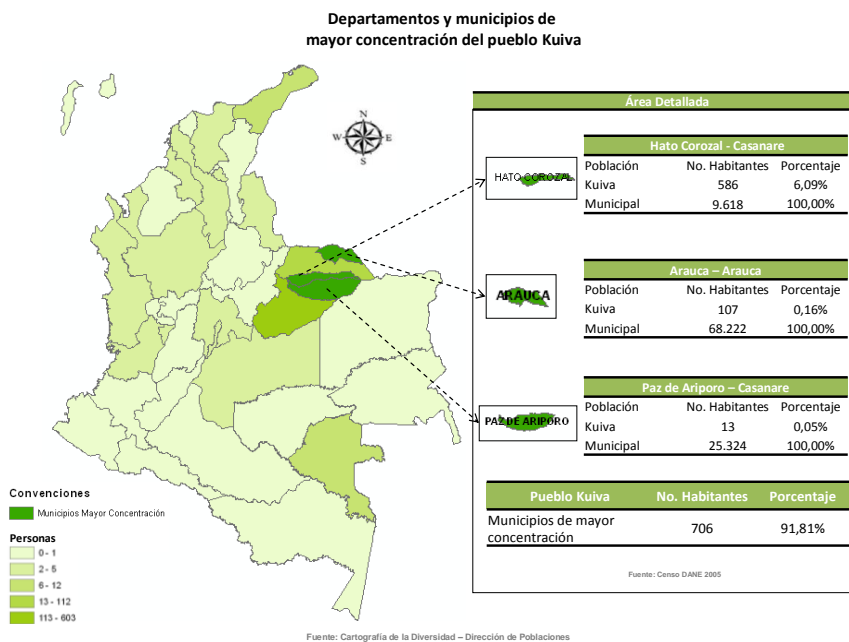 Departamentos y municipios de
mayor concentración del pueblo Kuiva
N
W E
S
Área Detallada
HATO COROZAL
Hato Corozal - Casanare
Población No. Habitantes Porcentaje
Kuiva 586 6,09%
Municipal 9.618 100,00%
ARAUCA
Arauca – Arauca
Población No. Habitantes Porcentaje
Kuiva 107 0,16%
Municipal 68.222 100,00%
PAZ DE ARIPORO
Paz de Ariporo – Casanare
Población No. Habitantes Porcentaje
Kuiva 13 0,05%
Municipal 25.324 100,00%
Pueblo Kuiva No. Habitantes Porcentaje
Municipios de mayor
concentración 706 91,81%
Fuente: Censo DANE 2005
Convenciones
Municipios Mayor Concentración
Personas
0 - 1
2 - 5
6 - 12
13 - 112
113 - 603
Fuente: Cartografía de la Diversidad – Dirección de Poblaciones